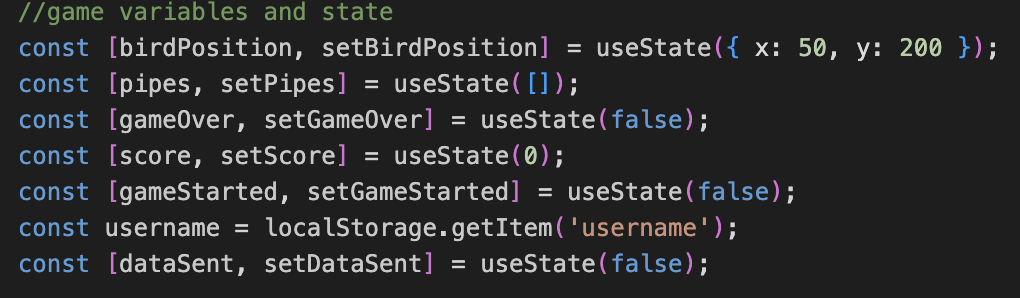 //game variables and state
const [birdPosition, setBirdPosition] = useState({ x: 50, y: 200 });
const [pipes, setPipes] = useState([]);
const [gameOver, setGameOver] = useState(false);
const [score, setScore] = useState(0);
const [gameStarted, setGameStarted] = useState(false);
const username = localStorage.getItem('username');
const [dataSent, setDataSent] = useState(false);